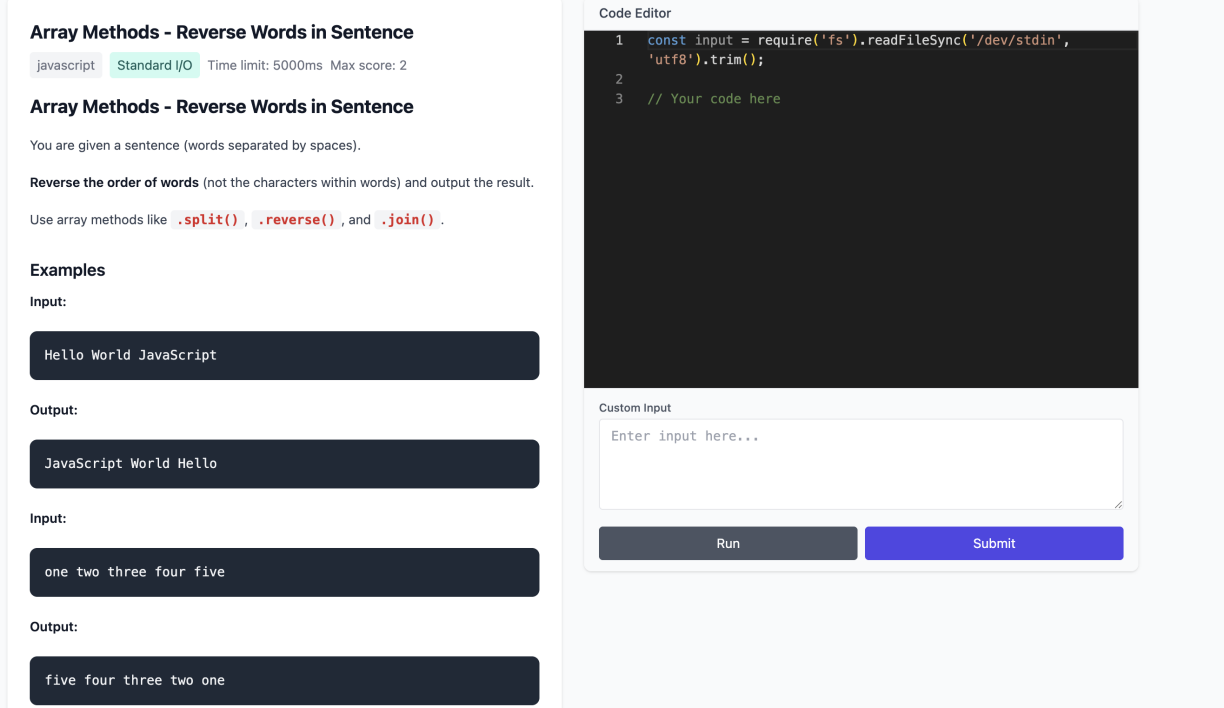 Array Methods - Reverse Words in Sentence
javascript Standard I/O Time limit: 5000ms Max score: 2
Array Methods - Reverse Words in Sentence
You are given a sentence (words separated by spaces).
Reverse the order of words (not the characters within words) and output the result.
Use array methods like .split() , .reverse() , and .join() .
Examples
Input:
Hello World JavaScript
Output:
JavaScript World Hello
Input:
one two three four five
Output:
five four three two one
Code Editor
1 const input = require('fs').readFileSync('/dev/stdin',
'utf8').trim();
2
3 // Your code here
Custom Input
Enter input here...
Run Submit